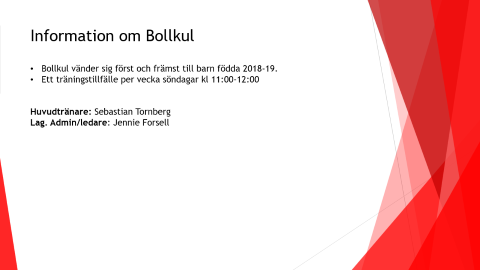 Information om Bollkul
• Bollkul vänder sig först och främst till barn födda 2018-19.
• Ett träningstillfälle per vecka söndagar kl 11:00-12:00
Huvudtränare: Sebastian Tornberg
Lag. Admin/ledare: Jennie Forsell